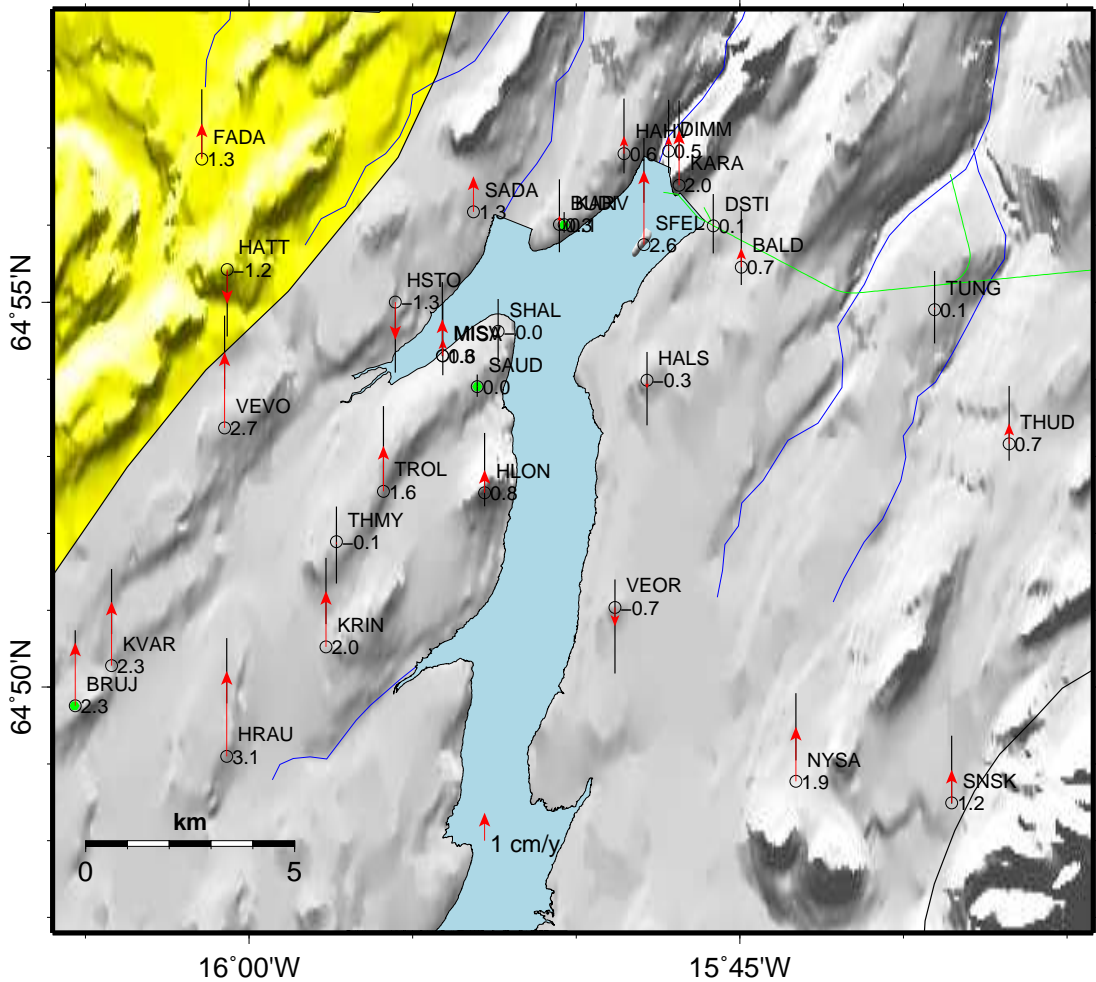 FADA
1.3
HAHV
0.6
DIMM
0.5
KARA
2.0
SADA
1.3
DSTI
0.1
SFEL
2.6
BALD
0.7
HATT
−1.2
HSTO
−1.3
TUNG
0.1
SHAL
−0.0
SAUD
0.0
HALS
−0.3
VEVO
2.7
THUD
0.7
TROL
1.6
HLON
0.8
THMY
−0.1
VEOR
−0.7
KRIN
2.0
KVAR
2.3
BRUJ
2.3
HRAU
3.1
NYSA
1.9
SNSK
1.2
km
0
5
1 cm/y
64˚55'N
64˚50'N
16˚00'W
15˚45'W